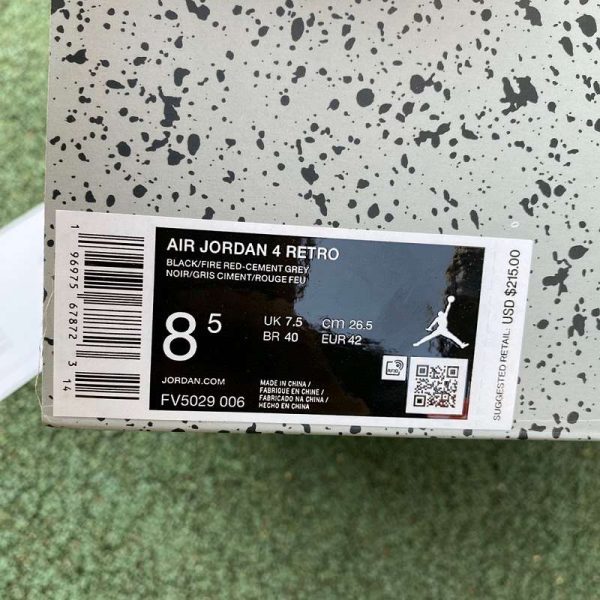 AIR JORDAN 4 RETRO
BLACK/FIRE RED-CEMENT GREY
NOIR/GRIS CIMENT/ROUGE FEU
8 5
UK 7.5 cm 26.5
BR 40 EUR 42
JORDAN.COM
FV5029 006
MADE IN CHINA /
FABRIQUE EN CHINE /
FABRICADO NA CHINA /
HECHO EN CHINA
RFID
SUGGESTED RETAIL: USD $215.00
1 96975 67872 3 14